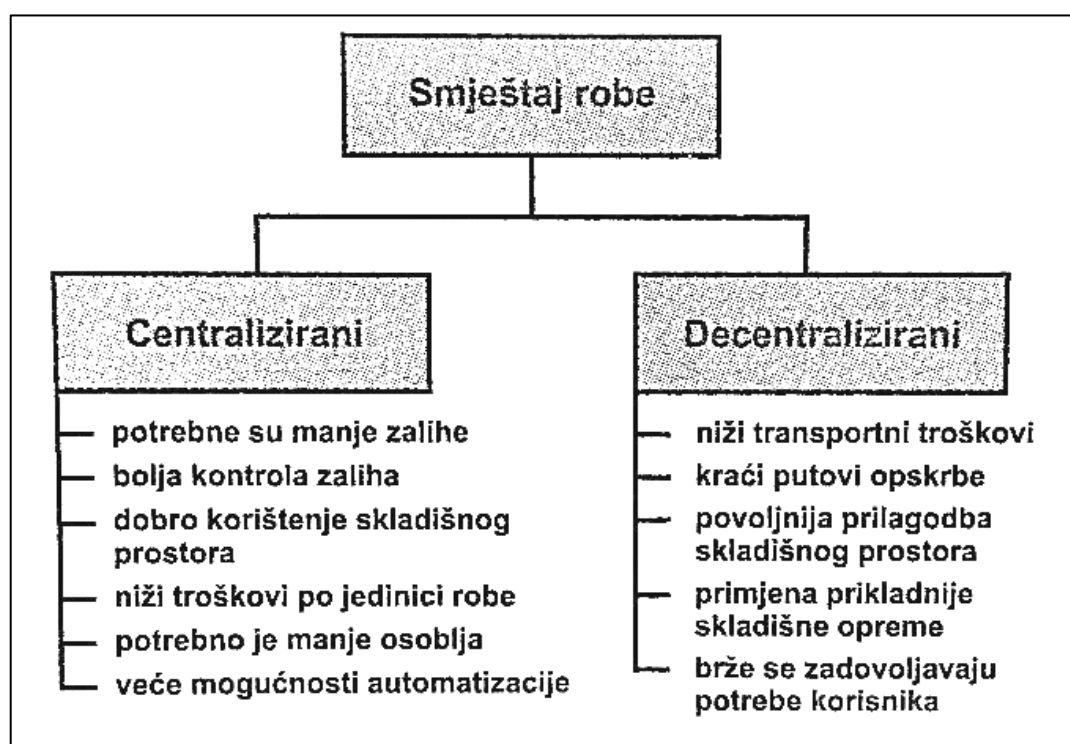 Smještaj robe
Centralizirani
potrebne su manje zalihe
bolja kontrola zaliha
dobro korištenje skladišnog
prostora
niži troškovi po jedinici robe
potrebno je manje osoblja
veće mogućnosti automatizacije
Decentralizirani
niži transportni troškovi
kraći putovi opskrbe
povoljnija prilagodba
skladišnog prostora
primjena prikladnije
skladišne opreme
brže se zadovoljavaju
potrebe korisnika